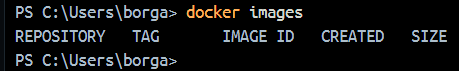 PS C:\Users\borga> docker images
REPOSITORY   TAG       IMAGE ID   CREATED   SIZE
PS C:\Users\borga>